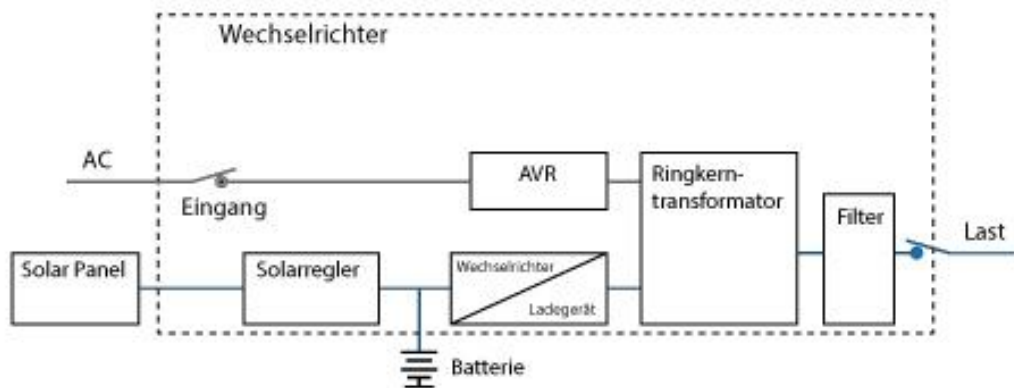 Wechselrichter
AC
Eingang
AVR
Ringkern-
transformator
Filter
Last
Solar Panel
Solarregler
Wechselrichter
Ladegerät
Batterie